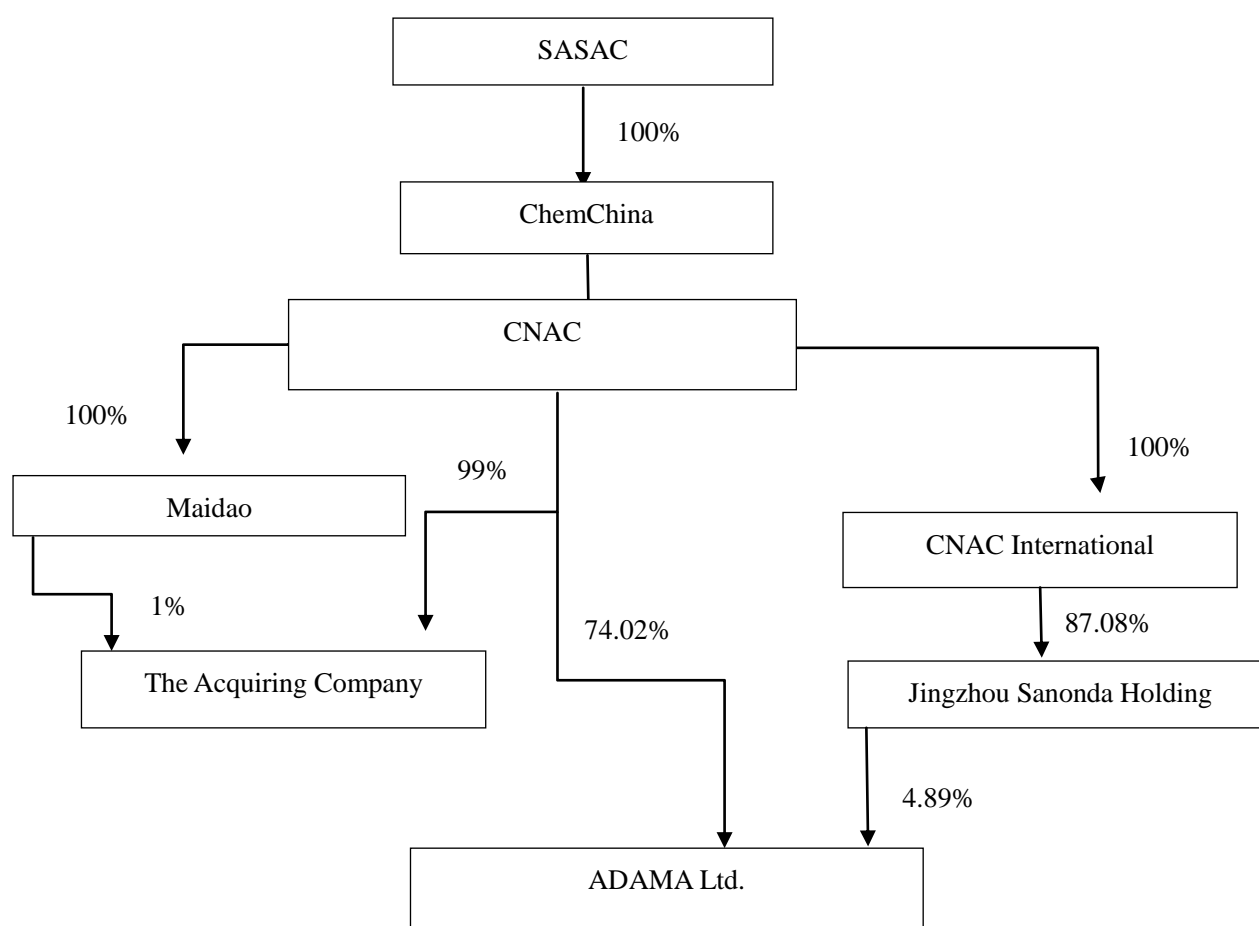 SASAC
100%
ChemChina
CNAC
100%
99%
100%
Maidao
CNAC International
1%
74.02%
87.08%
The Acquiring Company
Jingzhou Sanonda Holding
4.89%
ADAMA Ltd.